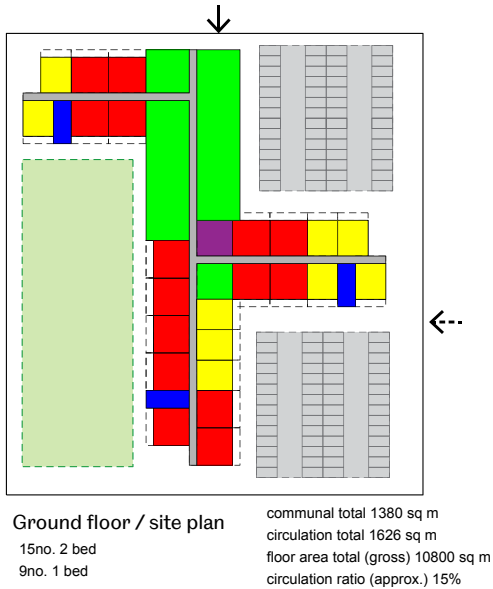 Ground floor / site plan
15no. 2 bed
9no. 1 bed
communal total 1380 sq m
circulation total 1626 sq m
floor area total (gross) 10800 sq m
circulation ratio (approx.) 15%